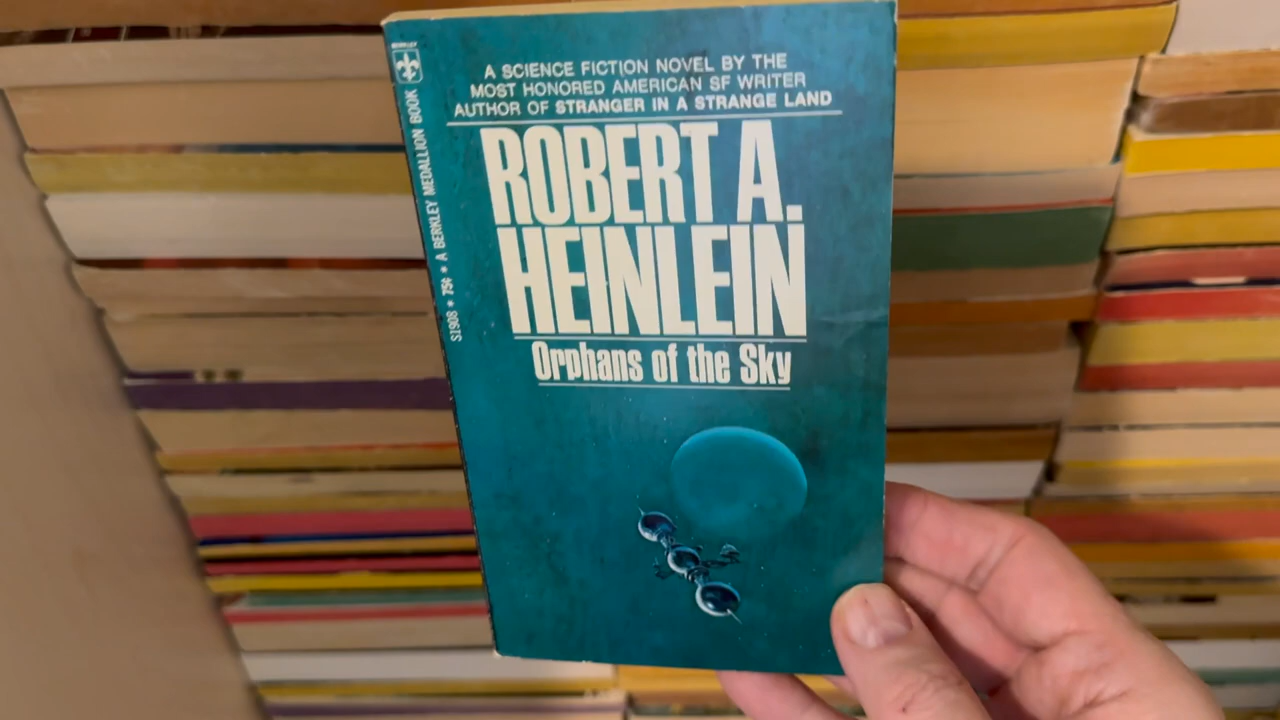 BERKLEY
S1908 * 75¢ * A BERKLEY MEDALLION BOOK
A SCIENCE FICTION NOVEL BY THE
MOST HONORED AMERICAN SF WRITER
AUTHOR OF STRANGER IN A STRANGE LAND
ROBERT A.
HEINLEIN
Orphans of the Sky